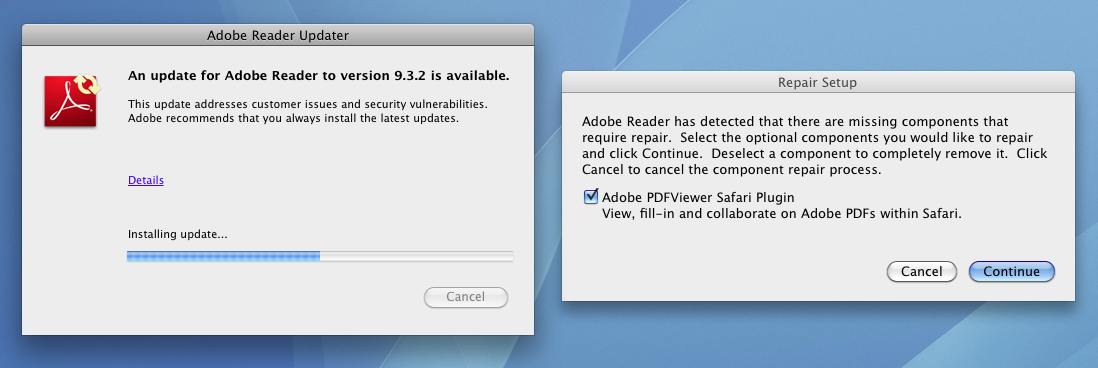 Adobe Reader Updater
An update for Adobe Reader to version 9.3.2 is available.
This update addresses customer issues and security vulnerabilities.
Adobe recommends that you always install the latest updates.
Details
Installing update...
Cancel
Repair Setup
Adobe Reader has detected that there are missing components that
require repair.  Select the optional components you would like to repair
and click Continue.  Deselect a component to completely remove it.  Click
Cancel to cancel the component repair process.
Adobe PDFViewer Safari Plugin
View, fill-in and collaborate on Adobe PDFs within Safari.
Cancel
Continue